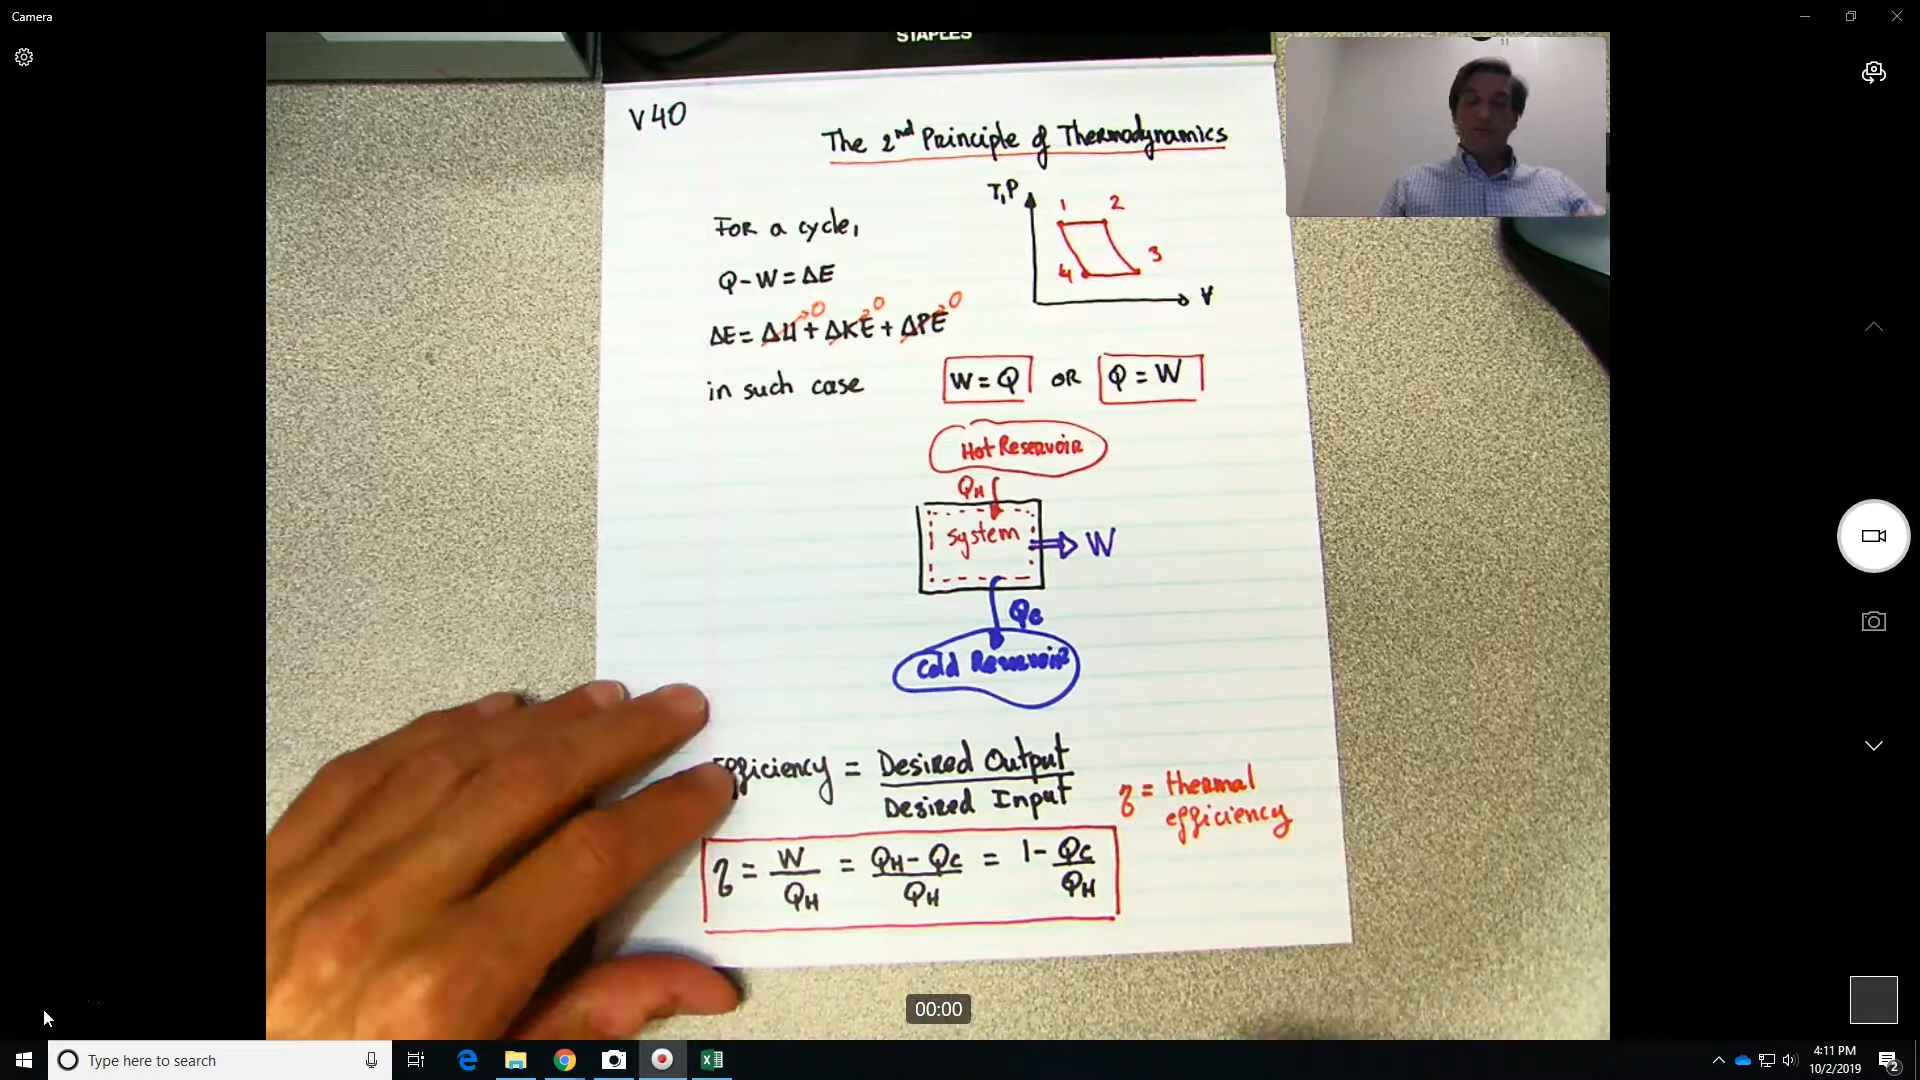 Camera
STAPLES
V40
The 2nd Principle of Thermodynamics
T,P
1 2
3
4
V
For a cycle,
Q-W=ΔE
ΔE = ΔU→0 + ΔKE→0 + ΔPE→0
in such case W=Q OR Q=W
Hot Reservoir
QH
system
W
QC
Cold Reservoir
Efficiency = Desired Output
Desired Input
η = thermal
efficiency
η = W/QH = QH-QC/QH = 1-QC/QH
00:00
Type here to search
4:11 PM
10/2/2019
2